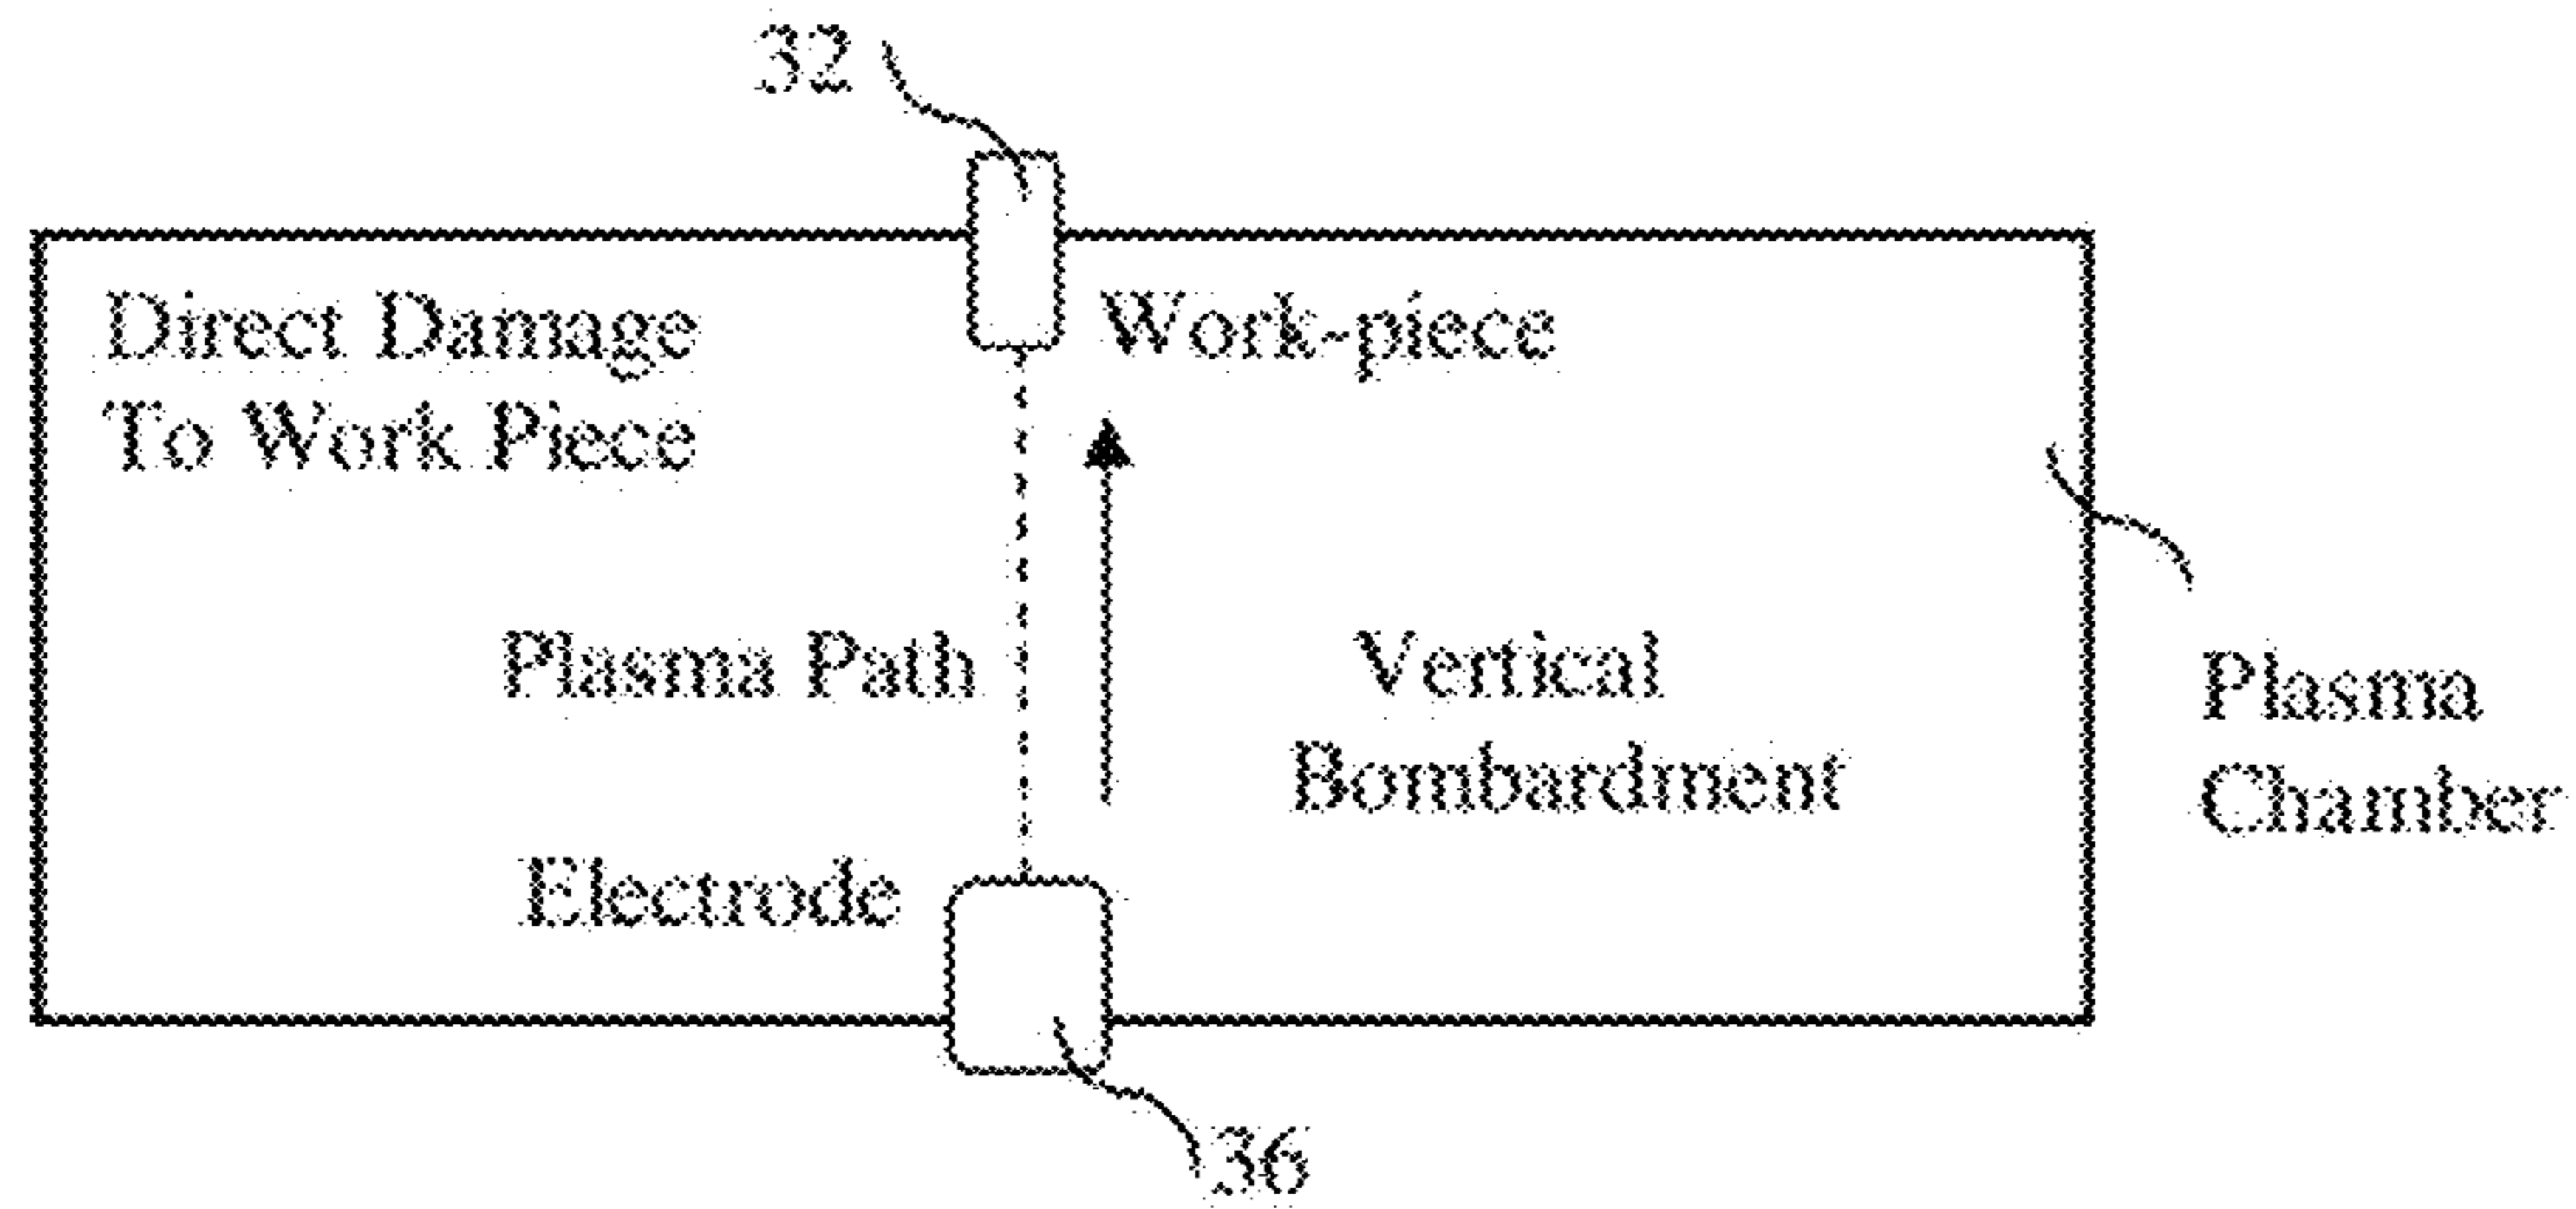 32
Direct Damage
To Work Piece
Work-piece
Plasma Path
Vertical
Bombardment
Plasma
Chamber
Electrode
36